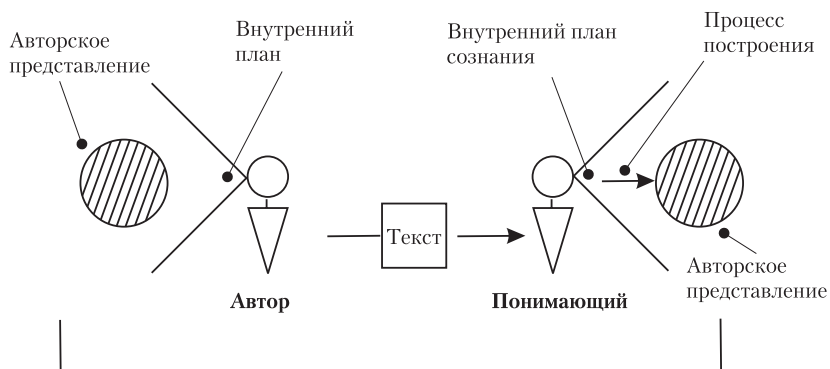 Авторское
представление
Внутренний
план
Внутренний план
сознания
Процесс
построения
Текст
Авторское
представление
Автор
Понимающий